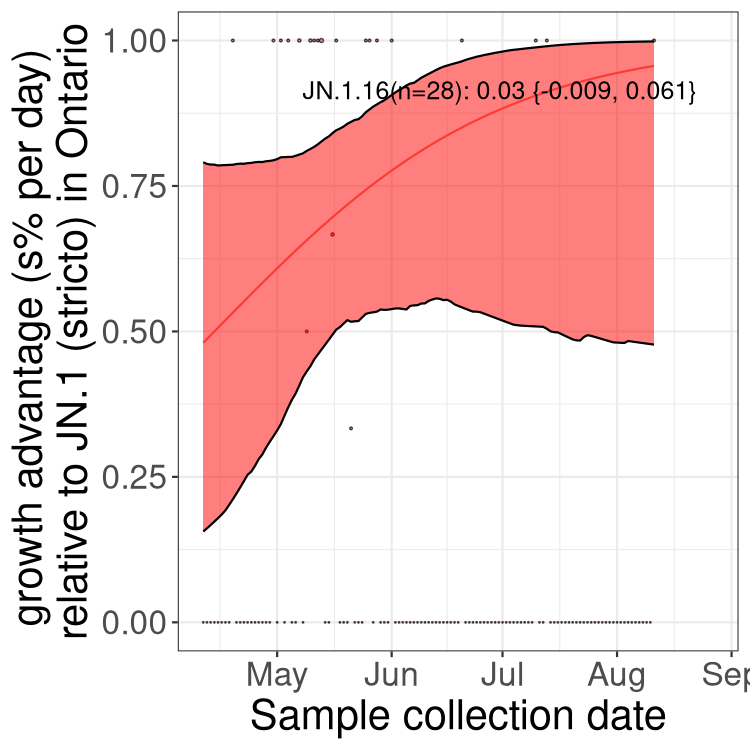 growth advantage (s% per day)
relative to JN.1 (stricto) in Ontario
1.00
0.75
0.50
0.25
0.00
JN.1.16(n=28): 0.03 {-0.009, 0.061}
May Jun Jul Aug Sep
Sample collection date